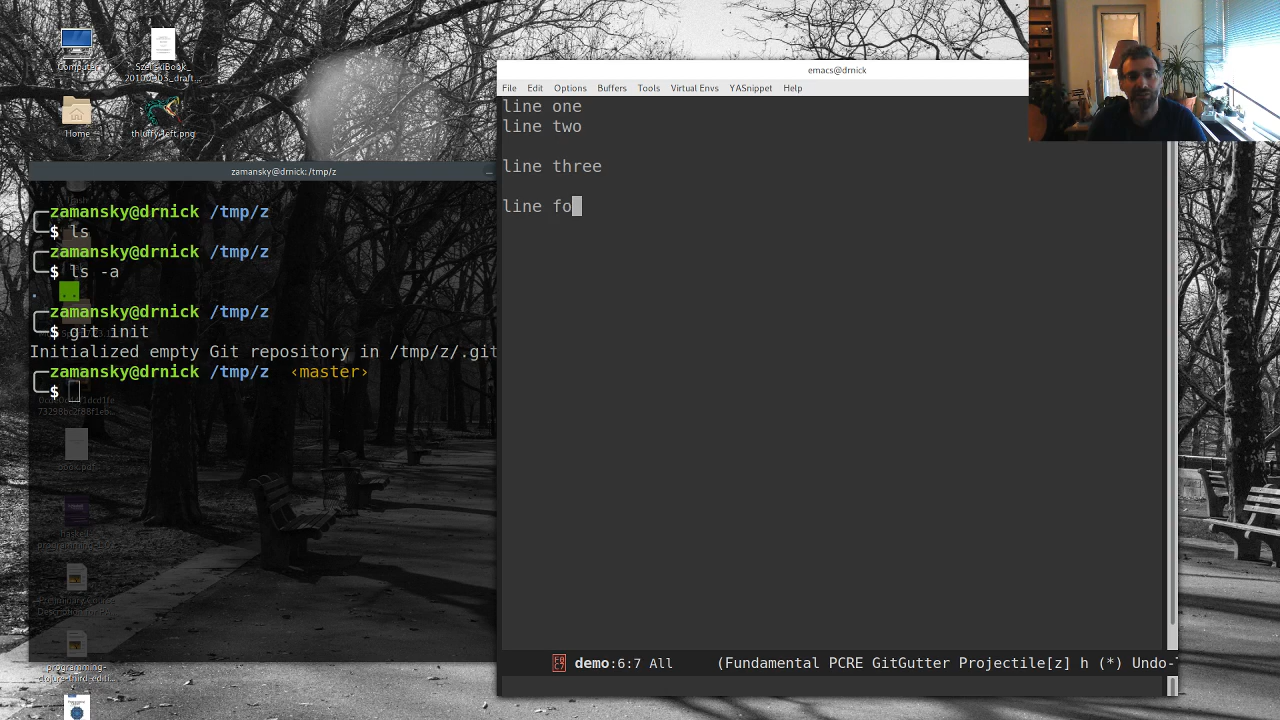 Computer
Home
thluffy-left.png
zamansky@drnick: /tmp/z
zamansky@drnick /tmp/z
$ ls
zamansky@drnick /tmp/z
$ ls -a
. ..
zamansky@drnick /tmp/z
$ git init
Initialized empty Git repository in /tmp/z/.git
zamansky@drnick /tmp/z ‹master›
$
emacs@drnick
File Edit Options Buffers Tools Virtual Envs YASnippet Help
line one
line two
line three
line fo
demo:6:7 All (Fundamental PCRE GitGutter Projectile[z] h (*) Undo-